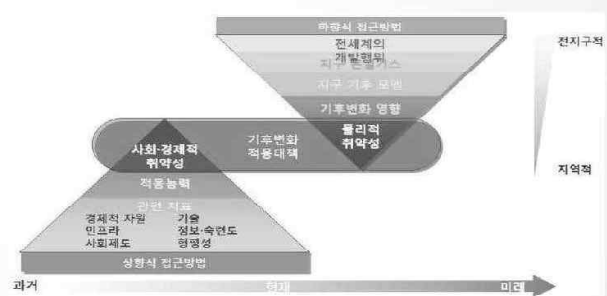 하향식 접근방법
전세계의
개발행위
지구 온실가스
지구 기후 모델
기후변화 영향
물리적
취약성
전지구적
지역적
기후변화
적응대책
사회·경제적
취약성
적응능력
관련 지표
경제적 자원 기술
인프라 정보·숙련도
사회제도 형평성
상향식 접근방법
과거 현재 미래